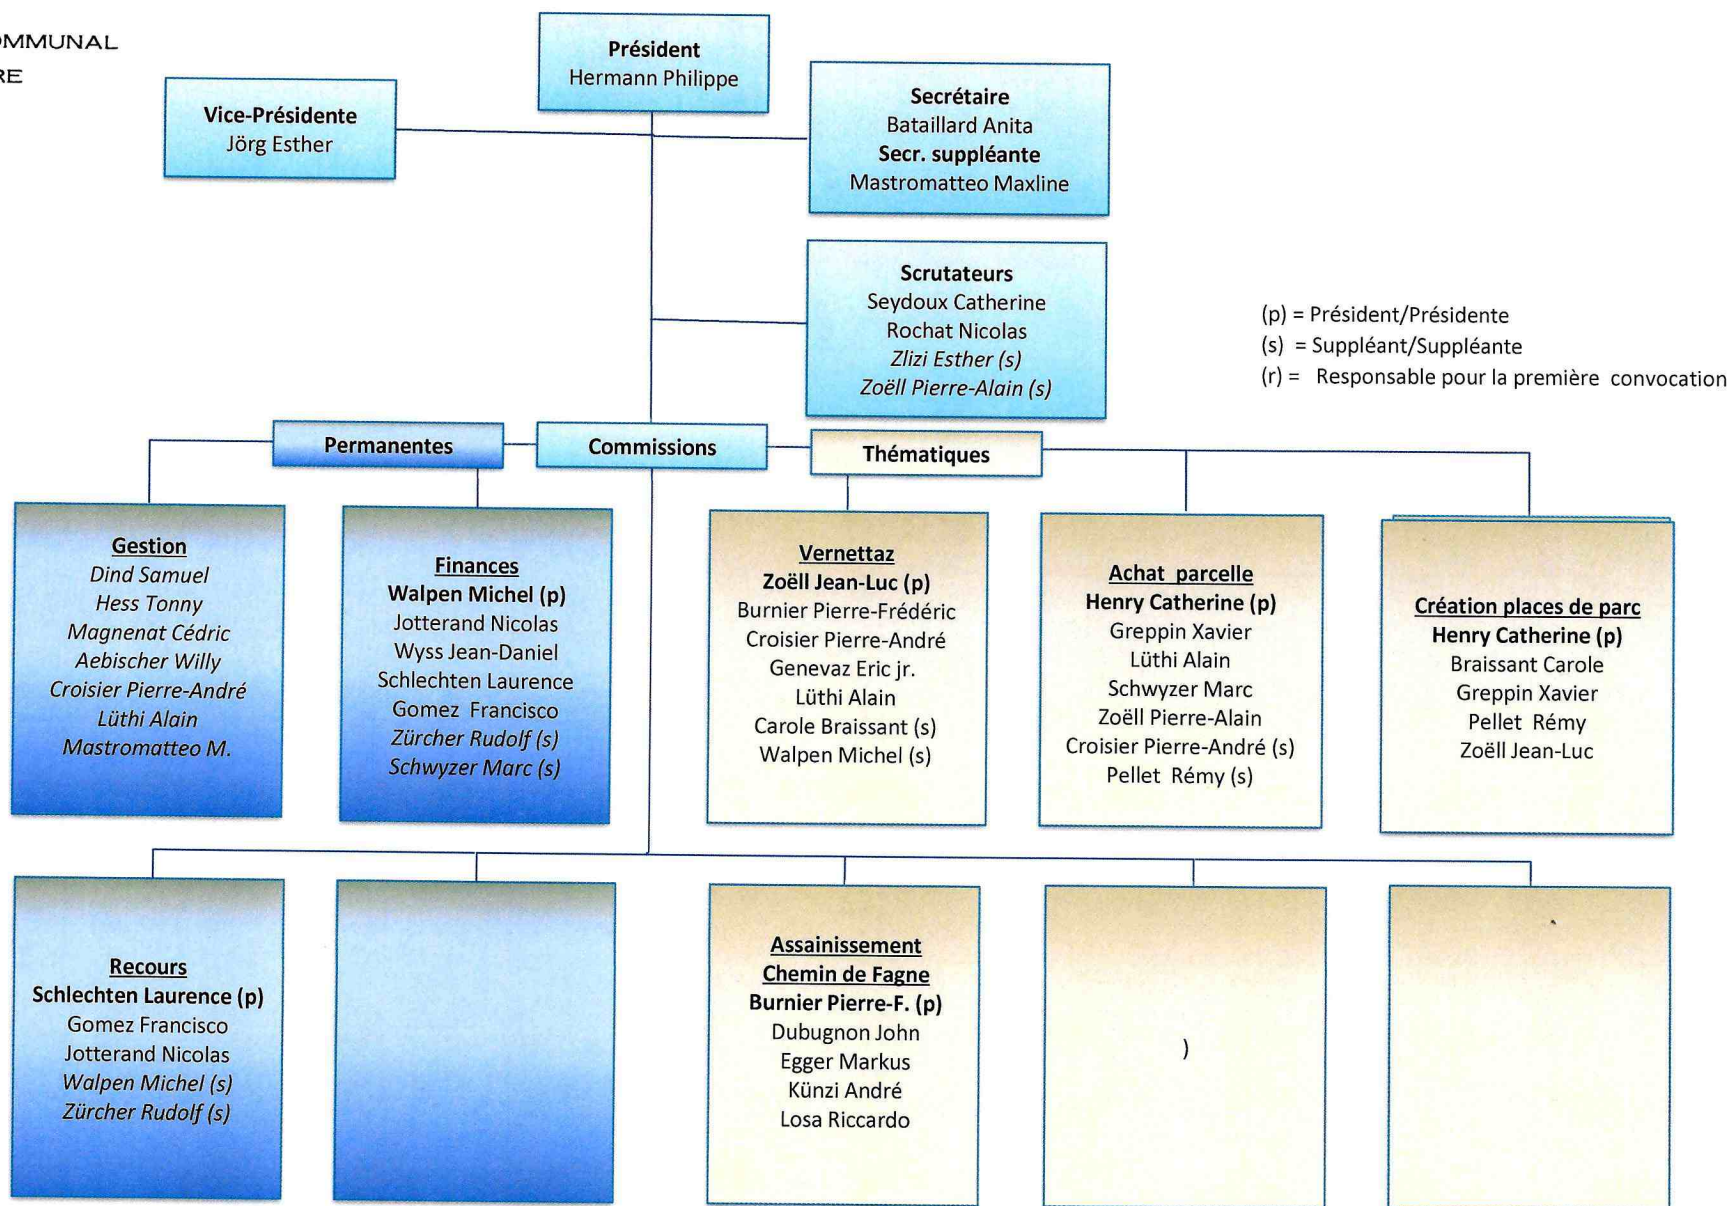 OMMUNAL
RE
Président
Hermann Philippe
Vice-Présidente
Jörg Esther
Secrétaire
Bataillard Anita
Secr. suppléante
Mastromatteo Maxline
Scrutateurs
Seydoux Catherine
Rochat Nicolas
Zlizi Esther (s)
Zoëll Pierre-Alain (s)
(p) = Président/Présidente
(s) = Suppléant/Suppléante
(r) = Responsable pour la première convocation
Permanentes
Commissions
Thématiques
Gestion
Dind Samuel
Hess Tonny
Magnenat Cédric
Aebischer Willy
Croisier Pierre-André
Lüthi Alain
Mastromatteo M.
Finances
Walpen Michel (p)
Jotterand Nicolas
Wyss Jean-Daniel
Schlechten Laurence
Gomez Francisco
Zürcher Rudolf (s)
Schwyzer Marc (s)
Vernettaz
Zoëll Jean-Luc (p)
Burnier Pierre-Frédéric
Croisier Pierre-André
Genevaz Eric jr.
Lüthi Alain
Carole Braissant (s)
Walpen Michel (s)
Achat parcelle
Henry Catherine (p)
Greppin Xavier
Lüthi Alain
Schwyzer Marc
Zoëll Pierre-Alain
Croisier Pierre-André (s)
Pellet Rémy (s)
Création places de parc
Henry Catherine (p)
Braissant Carole
Greppin Xavier
Pellet Rémy
Zoëll Jean-Luc
Recours
Schlechten Laurence (p)
Gomez Francisco
Jotterand Nicolas
Walpen Michel (s)
Zürcher Rudolf (s)
Assainissement
Chemin de Fagne
Burnier Pierre-F. (p)
Dubugnon John
Egger Markus
Künzi André
Losa Riccardo
)